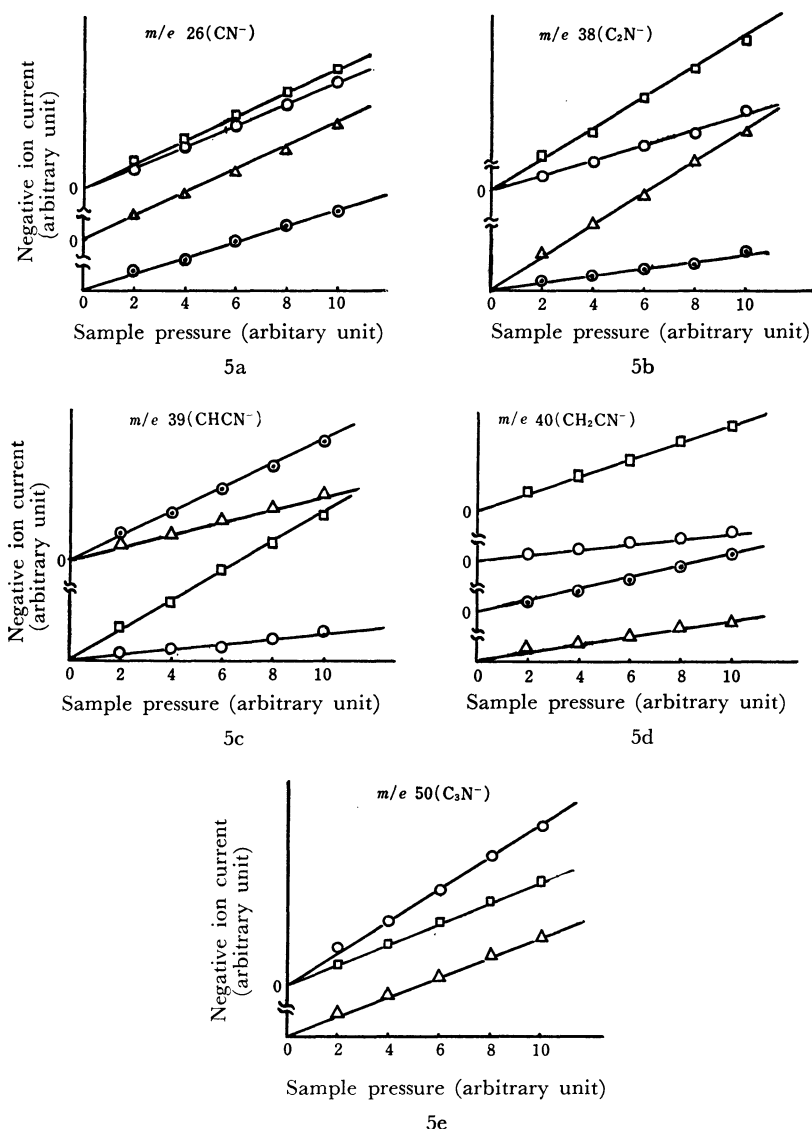 m/e 26(CN⁻)
Negative ion current
(arbitrary unit)
0
0
0 2 4 6 8 10
Sample pressure (arbitary unit)
5a
m/e 38(C₂N⁻)
0
0 2 4 6 8 10
Sample pressure (arbitrary unit)
5b
m/e 39(CHCN⁻)
Negative ion current
(arbitrary unit)
0
0 2 4 6 8 10
Sample pressure (arbitrary unit)
5c
m/e 40(CH₂CN⁻)
0
0
0
0 2 4 6 8 10
Sample pressure (arbitrary unit)
5d
m/e 50(C₃N⁻)
Negative ion current
(arbitrary unit)
0
0 2 4 6 8 10
Sample pressure (arbitrary unit)
5e